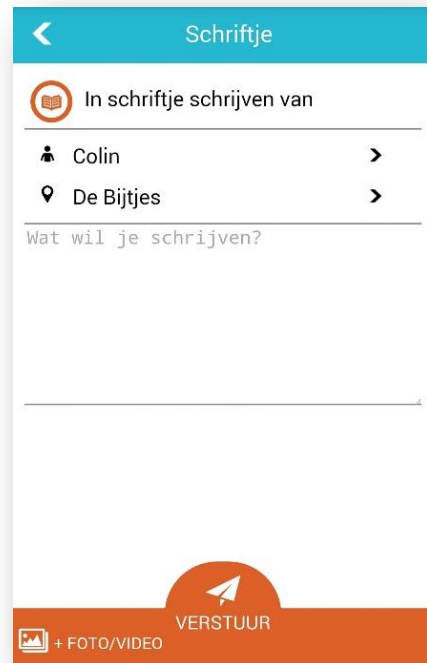 Schriftje
In schriftje schrijven van
Colin
De Bijtjes
Wat wil je schrijven?
VERSTUUR
+ FOTO/VIDEO